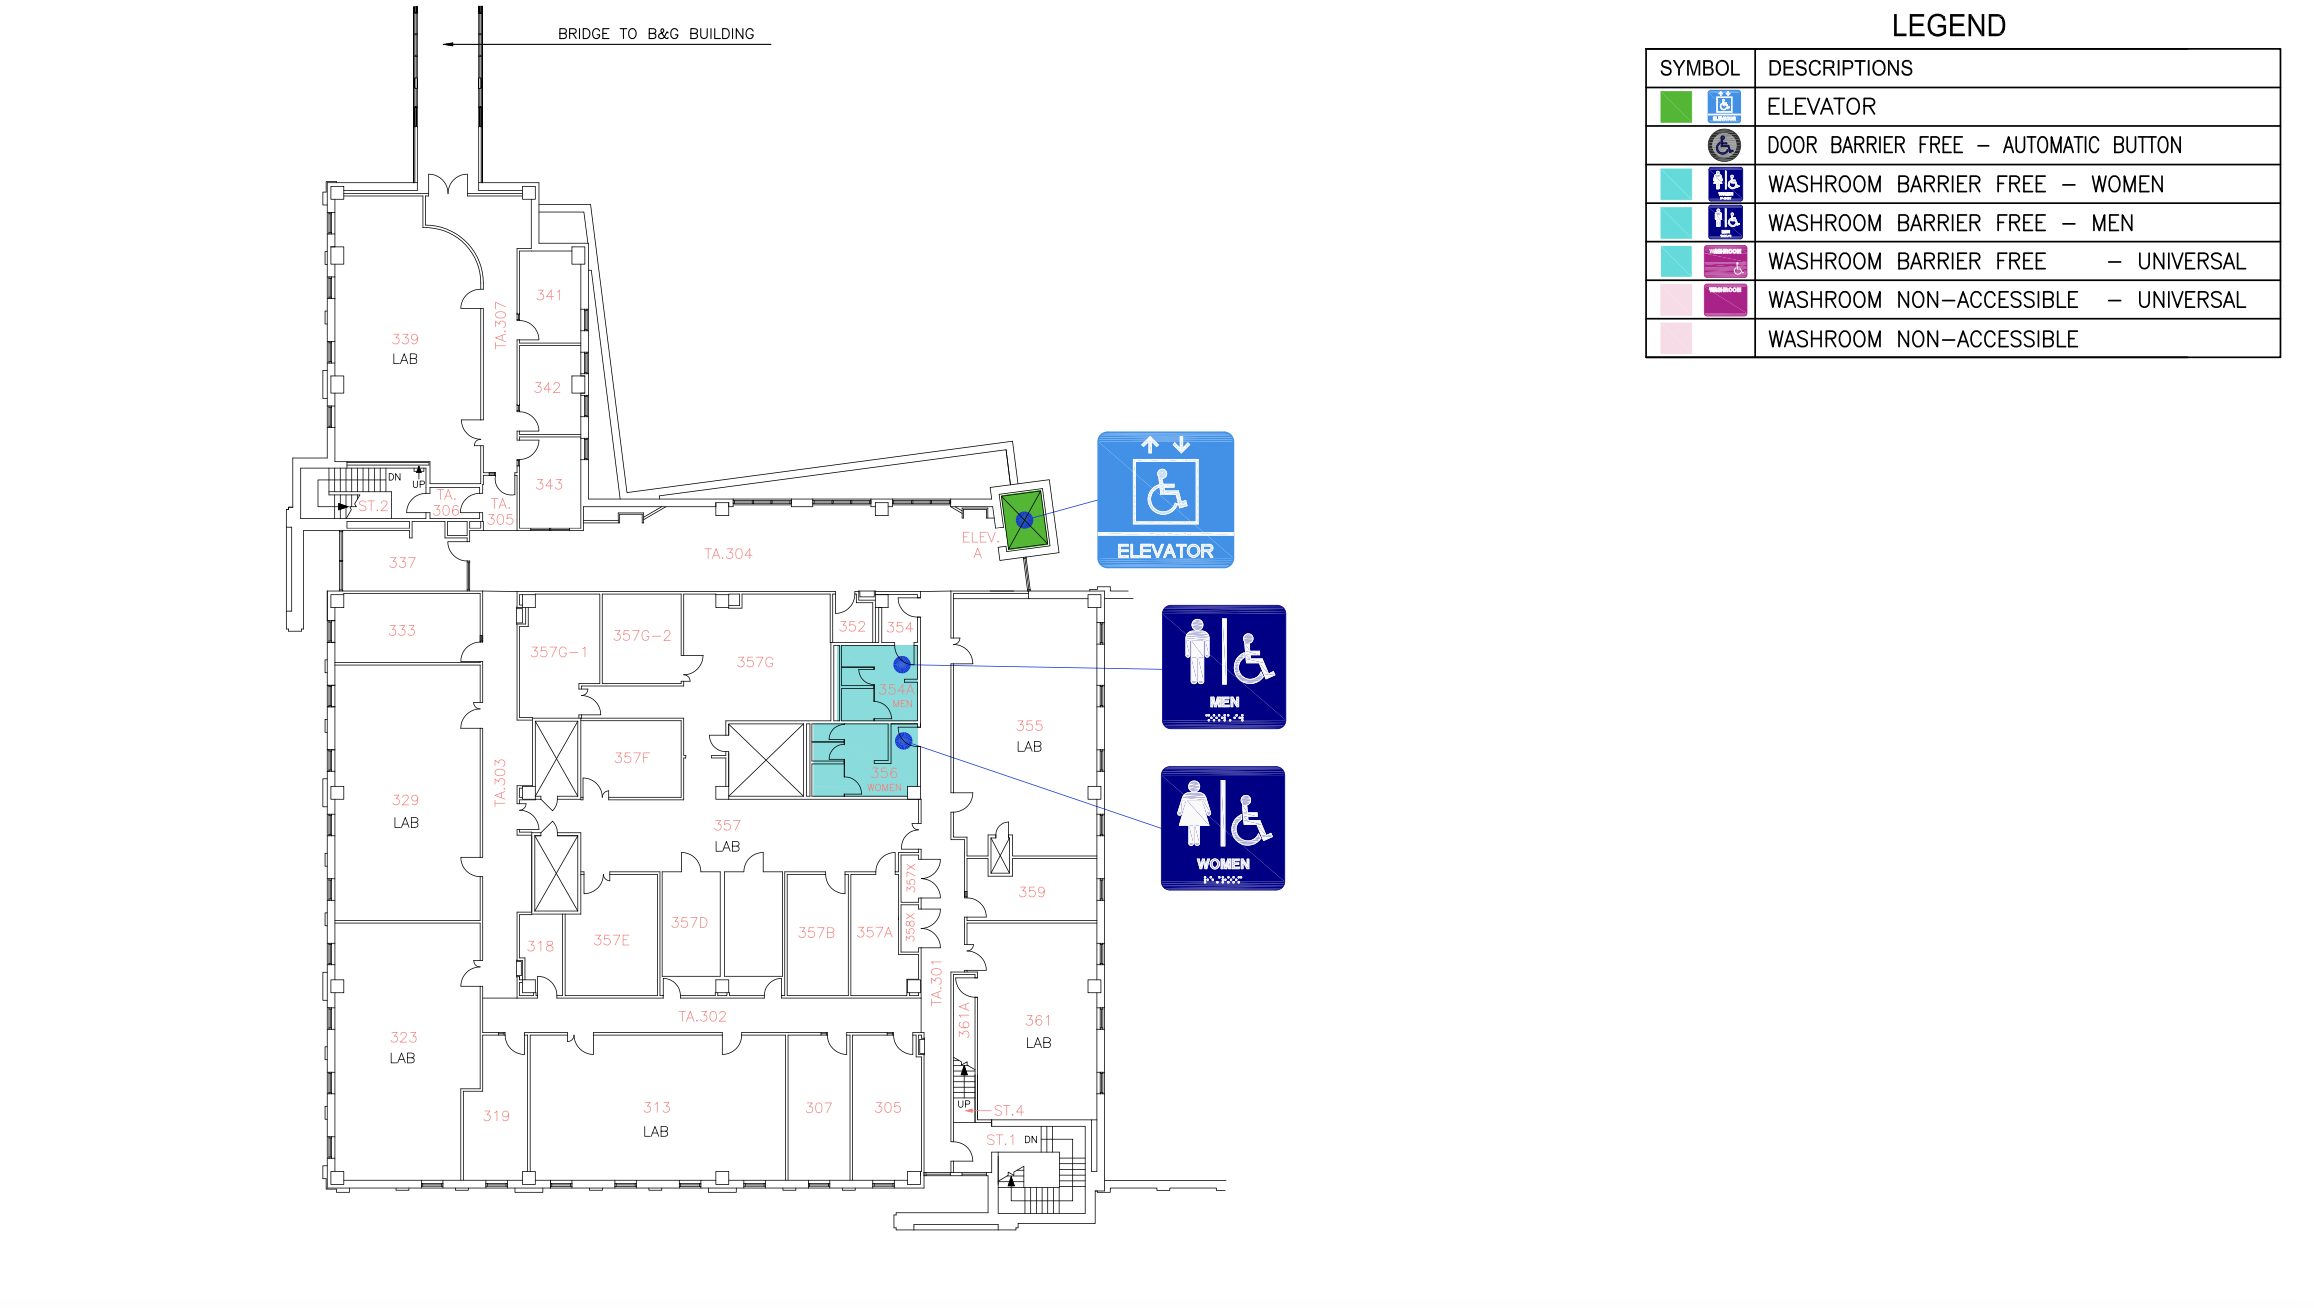 BRIDGE TO B&G BUILDING
LEGEND
SYMBOL DESCRIPTIONS
ELEVATOR
DOOR BARRIER FREE – AUTOMATIC BUTTON
WASHROOM BARRIER FREE – WOMEN
WASHROOM BARRIER FREE – MEN
WASHROOM BARRIER FREE – UNIVERSAL
WASHROOM NON–ACCESSIBLE – UNIVERSAL
WASHROOM NON–ACCESSIBLE
341
TA.307
339
LAB
342
343
DN
UP
ST.2
TA.
306
TA.
305
ELEV.
A
ELEVATOR
TA.304
337
333
357G–1
357G–2
357G
352
354
354A
MEN
MEN
355
LAB
357F
356
WOMEN
WOMEN
TA.303
329
LAB
357
LAB
357X
359
358X
318
357E
357D
357B
357A
TA.301
361A
361
LAB
TA.302
323
LAB
319
313
LAB
307
305
UP
ST.4
ST.1 DN